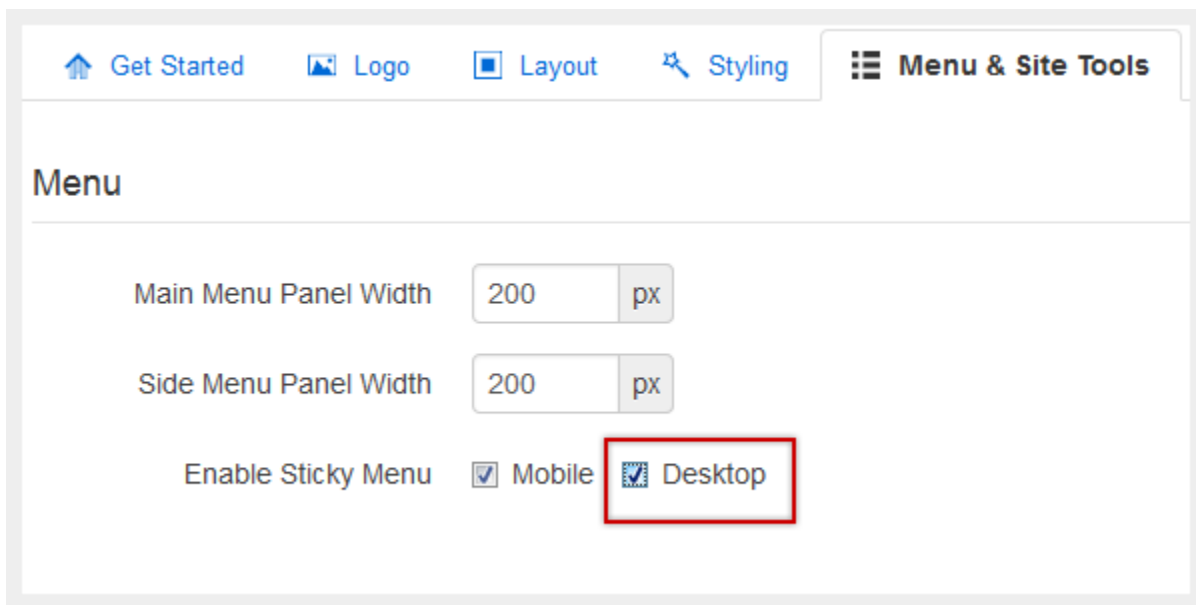 Get Started Logo Layout Styling Menu & Site Tools
Menu
Main Menu Panel Width 200 px
Side Menu Panel Width 200 px
Enable Sticky Menu Mobile Desktop